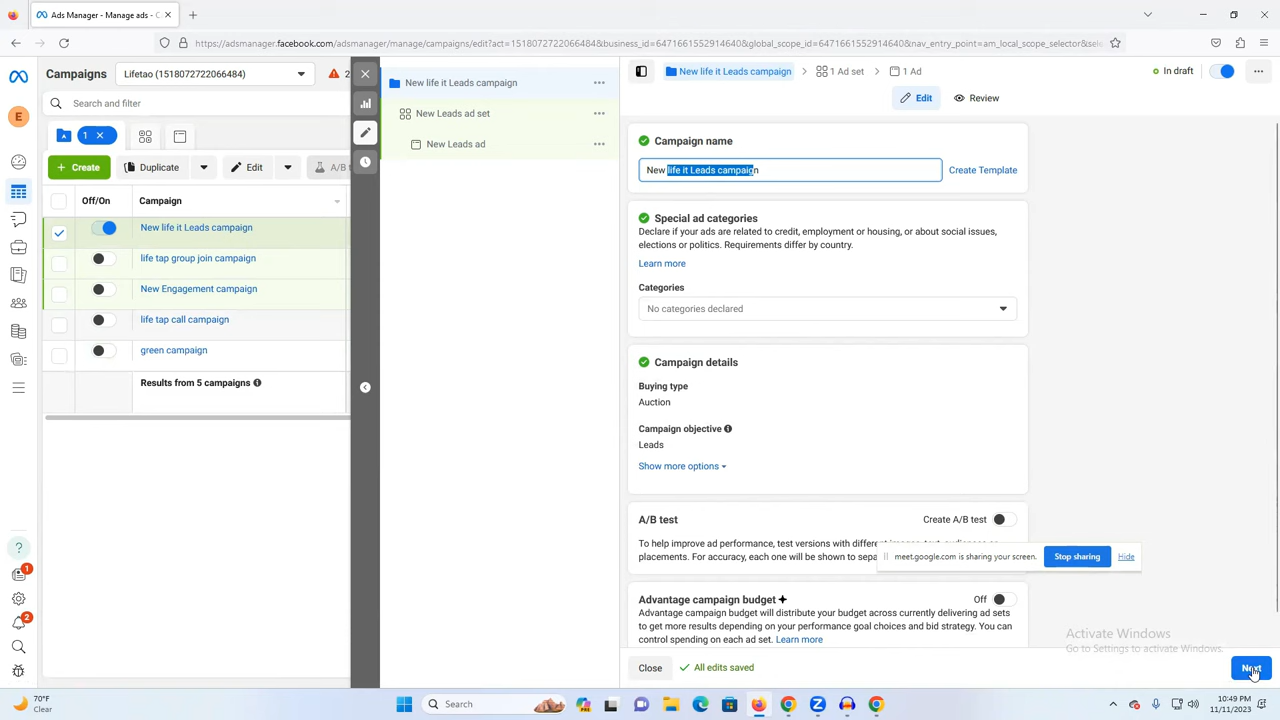 Ads Manager - Manage ads - C
https://adsmanager.facebook.com/adsmanager/manage/campaigns/edit?act=1518072722066484&business_id=6471661552914640&global_scope_id=6471661552914640&nav_entry_point=am_local_scope_selector&sele
Campaigns
Lifetao (1518072722066484)
2
New life it Leads campaign
New life it Leads campaign
1 Ad set
1 Ad
In draft
E
Search and filter
New Leads ad set
Edit
Review
1
New Leads ad
Campaign name
Create
Duplicate
Edit
A/B t
New life it Leads campaign
Create Template
Off/On
Campaign
Special ad categories
New life it Leads campaign
Declare if your ads are related to credit, employment or housing, or about social issues,
elections or politics. Requirements differ by country.
life tap group join campaign
Learn more
New Engagement campaign
Categories
No categories declared
life tap call campaign
green campaign
Campaign details
Results from 5 campaigns
Buying type
Auction
Campaign objective
Leads
Show more options
A/B test
Create A/B test
To help improve ad performance, test versions with different
placements. For accuracy, each one will be shown to sepa
meet.google.com is sharing your screen.
Stop sharing
Hide
Advantage campaign budget
Off
Advantage campaign budget will distribute your budget across currently delivering ad sets
to get more results depending on your performance goal choices and bid strategy. You can
control spending on each ad set. Learn more
Activate Windows
Go to Settings to activate Windows.
?
1
2
Close
All edits saved
Next
70°F
Clear
Search
10:49 PM
11/11/2023